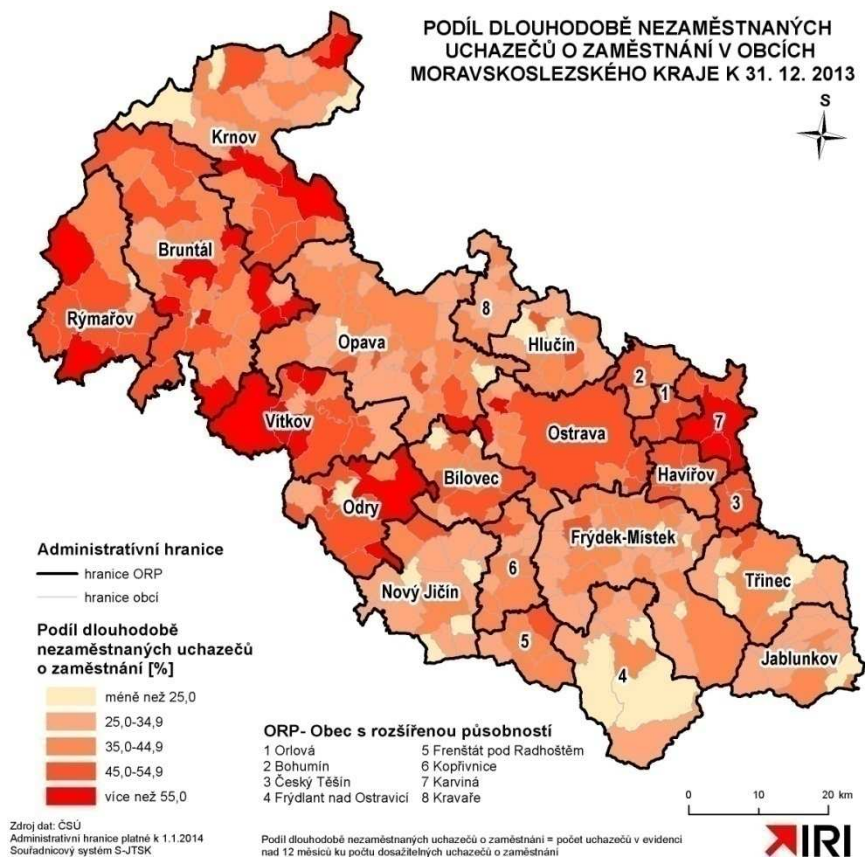 PODÍL DLOUHODOBĚ NEZAMĚSTNANÝCH
UCHAZEČŮ O ZAMĚSTNÁNÍ V OBCÍCH
MORAVSKOSLEZSKÉHO KRAJE K 31. 12. 2013
S
Krnov
Bruntál
Rýmařov
8
Opava
Hlučín
2
1
Vítkov
Ostrava
7
Bílovec
Havířov
Odry
3
Frýdek-Místek
6
Třinec
Nový Jičín
5
4
Jablunkov
Administratívní hranice
hranice ORP
hranice obcí
Podíl dlouhodobě
nezaměstnaných uchazečů
o zaměstnání [%]
méně než 25,0
25,0-34,9
35,0-44,9
45,0-54,9
více než 55,0
ORP- Obec s rozšířenou působností
1 Orlová
2 Bohumín
3 Český Těšín
4 Frýdlant nad Ostravicí
5 Frenštát pod Radhoštěm
6 Kopřivnice
7 Karviná
8 Kravaře
0 10 20 km
Zdroj dat: ČSÚ
Administrativní hranice platné k 1.1.2014
Souřadnicový systém S-JTSK
Podíl dlouhodobě nezaměstnaných uchazečů o zaměstnání = počet uchazečů v evidenci
nad 12 měsíců ku počtu dosažitelných uchazečů o zaměstnání
IRI